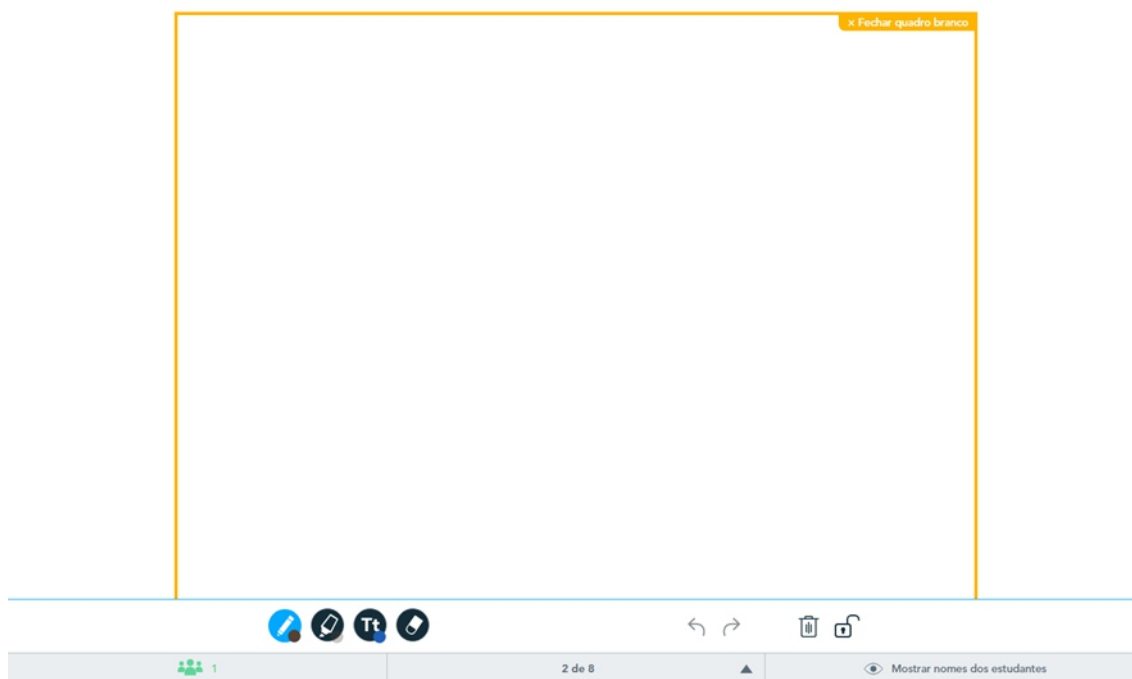 × Fechar quadro branco
Tt
1
2 de 8
Mostrar nomes dos estudantes